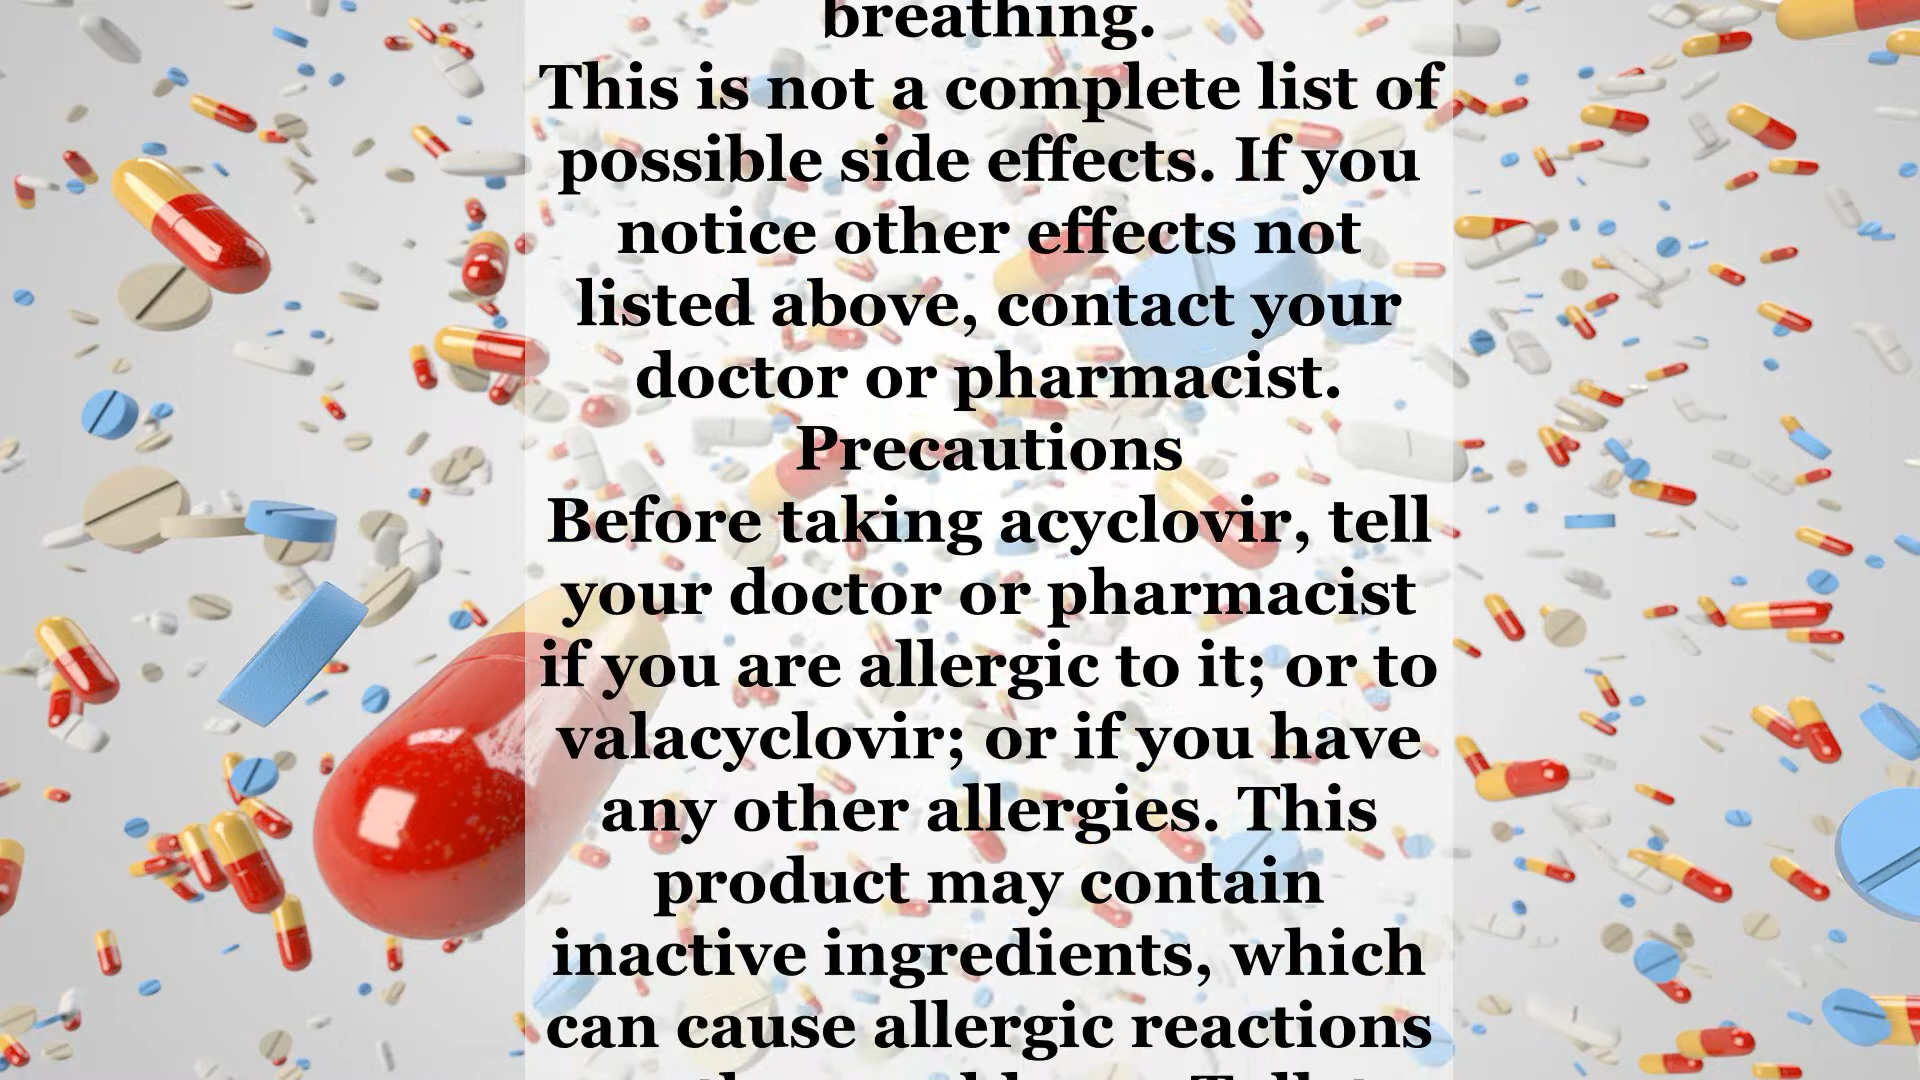 breathing.
This is not a complete list of
possible side effects. If you
notice other effects not
listed above, contact your
doctor or pharmacist.
Precautions
Before taking acyclovir, tell
your doctor or pharmacist
if you are allergic to it; or to
valacyclovir; or if you have
any other allergies. This
product may contain
inactive ingredients, which
can cause allergic reactions